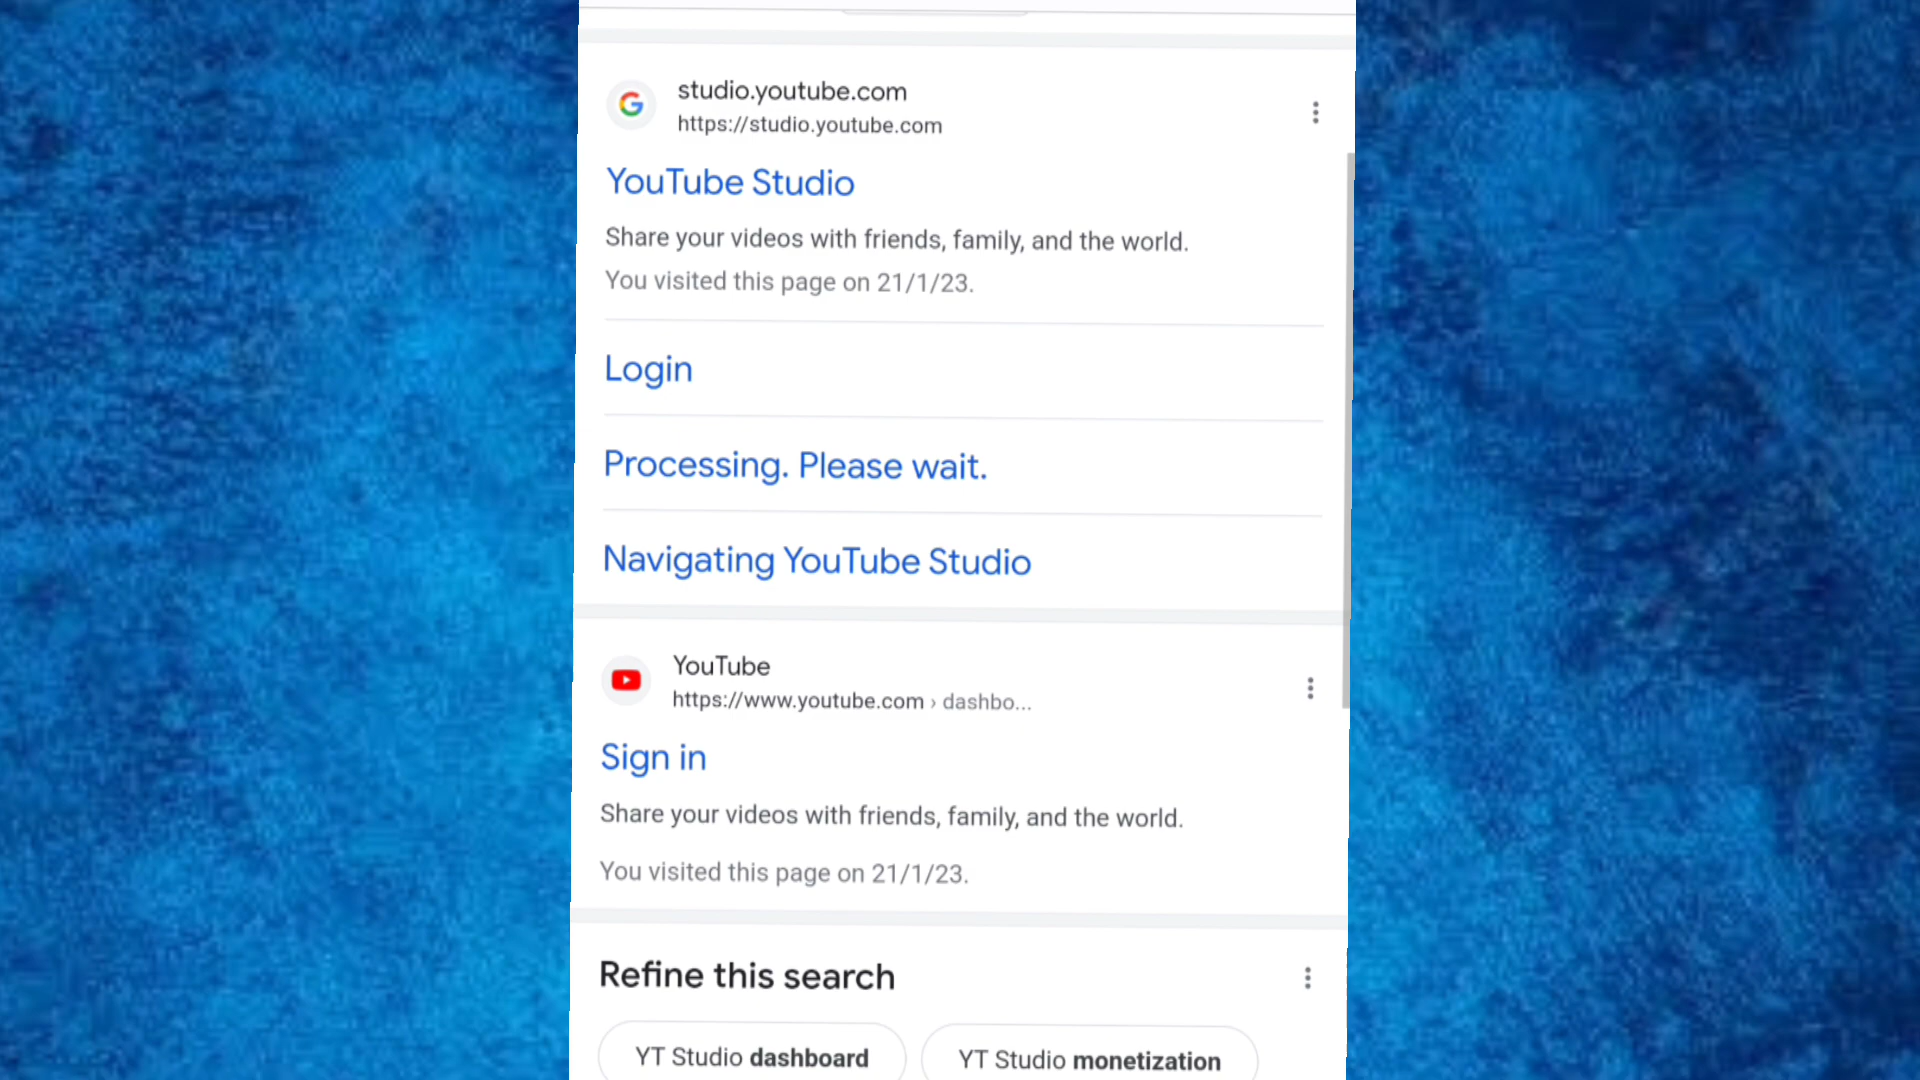 studio.youtube.com
https://studio.youtube.com
YouTube Studio
Share your videos with friends, family, and the world.
You visited this page on 21/1/23.
Login
Processing. Please wait.
Navigating YouTube Studio
YouTube
https://www.youtube.com › dashbo...
Sign in
Share your videos with friends, family, and the world.
You visited this page on 21/1/23.
Refine this search
YT Studio dashboard
YT Studio monetization